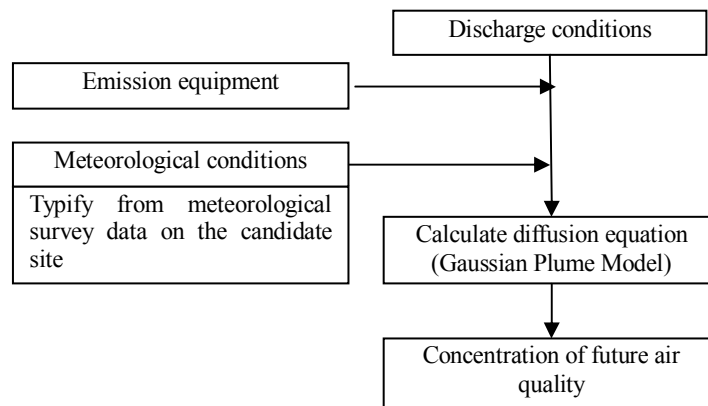 Discharge conditions
Emission equipment
Meteorological conditions
Typify from meteorological
survey data on the candidate
site
Calculate diffusion equation
(Gaussian Plume Model)
Concentration of future air
quality